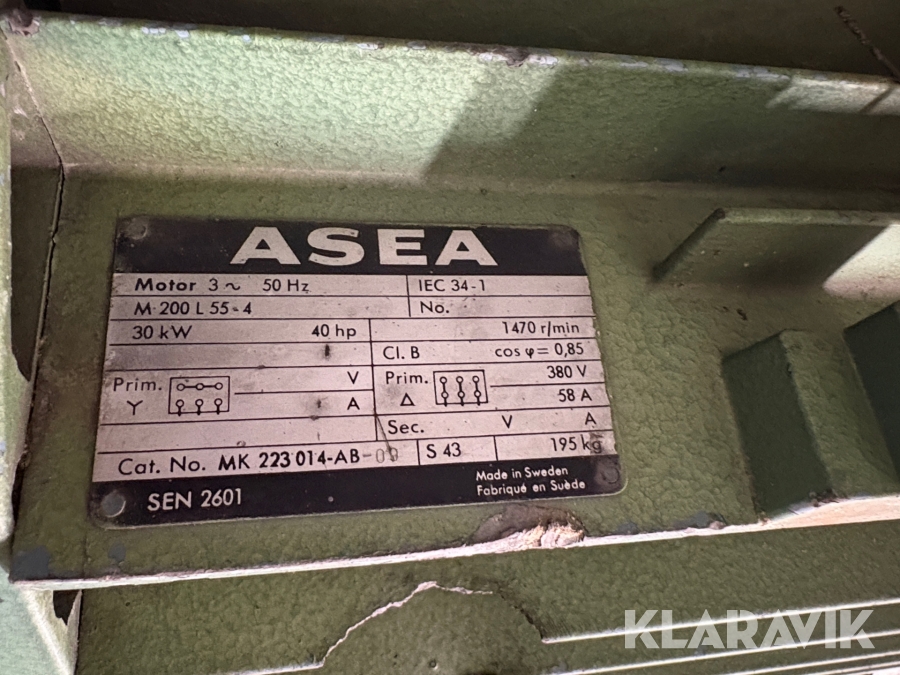 ASEA
Motor 3 ~ 50 Hz IEC 34-1
M 200 L 55-4 No.
30 kW 40 hp 1470 r/min
Cl. B cos φ = 0,85
Prim. V Prim. 380 V
Y A Δ 58 A
Sec. V A
Cat. No. MK 223 014-AB S 43 195 kg
SEN 2601 Made in Sweden
Fabriqué en Suède
KLARAVIK